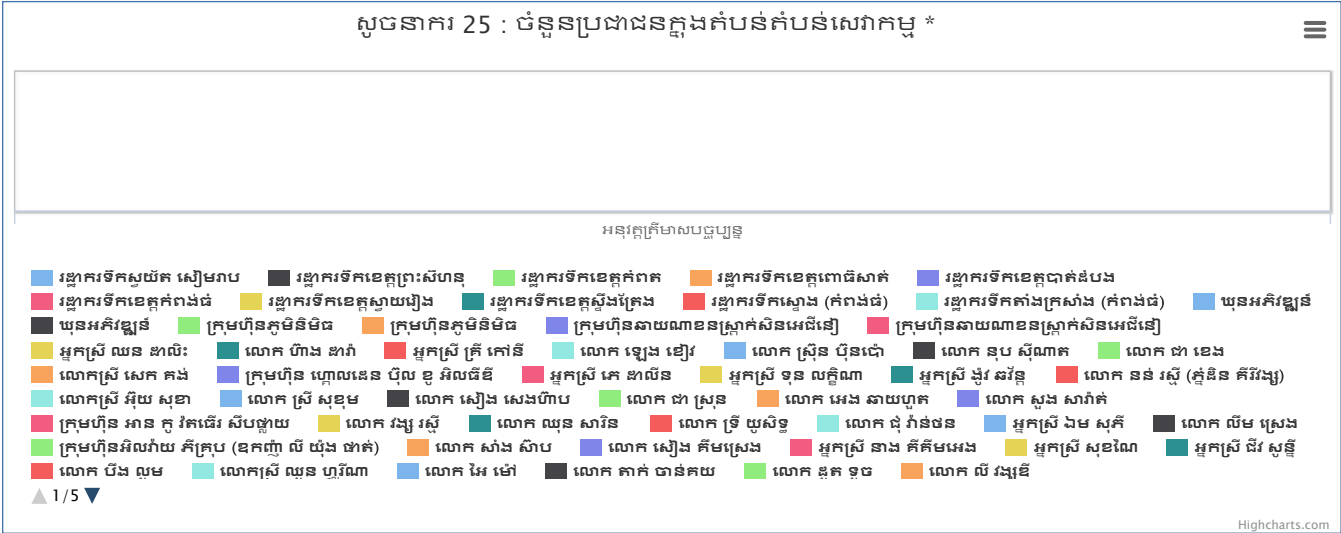 សូចនាករ 25 : ចំនួនប្រជាជនក្នុងតំបន់តំបន់សេវាកម្ម *
អនុវត្តត្រីមាសបច្ចុប្បន្ន
រដ្ឋាករទឹកស្វយ័ត សៀមរាប រដ្ឋាករទឹកខេត្តព្រះសីហនុ រដ្ឋាករទឹកខេត្តកំពត រដ្ឋាករទឹកខេត្តពោធិសាត់ រដ្ឋាករទឹកខេត្តបាត់ដំបង
រដ្ឋាករទឹកខេត្តកំពង់ធំ រដ្ឋាករទឹកខេត្តស្វាយរៀង រដ្ឋាករទឹកខេត្តស្ទឹងត្រែង រដ្ឋាករទឹកស្ទោង (កំពង់ធំ) រដ្ឋាករទឹកតាំងក្រសាំង (កំពង់ធំ) ឃុនអភិវឌ្ឍន៍
ឃុនអភិវឌ្ឍន៍ ក្រុមហ៊ុនភូមិនិមិធ ក្រុមហ៊ុនភូមិនិមិធ ក្រុមហ៊ុនឆាយណាខនស្ត្រាក់សិនអេជីនៀ ក្រុមហ៊ុនឆាយណាខនស្ត្រាក់សិនអេជីនៀ
អ្នកស្រី ឈន ដាលិះ លោក ហ៊ាង ដារ៉ា អ្នកស្រី គ្រី កៅនី លោក ឡេង ខៀវ លោក ស្រ៊ិន ប៊ុនប៉ោ លោក នុប ស៊ីណាត លោក ជា ខេង
លោកស្រី សេក គង់ ក្រុមហ៊ុន ហ្គោលដេន ប៊ុល ខូ អិលធីឌី អ្នកស្រី ភេ ដាលីន អ្នកស្រី ទុន លក្ខិណា អ្នកស្រី ង៉ូវ ឆវ័ន្ត លោក នន់ រស្មី (ភ្នំដិន គីរីវង្ស)
លោកស្រី អ៊ុយ សុខា លោក ស្រី សុខុម លោក សៀង សេងហ៊ាប លោក ជា ស្រុន លោក អេង ឆាយហួត លោក សួង សារ៉ាត់
ក្រុមហ៊ុន អាន កូ វ៉តធើរ សឺបផ្លាយ លោក វង្ស រស្មី លោក ឈុន សារិន លោក ទ្រី យូសិទ្ធ លោក ជុំ វ៉ាន់ថន អ្នកស្រី ឯម សុភី លោក លឹម ស្រេង
ក្រុមហ៊ុនអិលវ៉ាយ ភីគ្រុប (ឧកញ៉ា លី យ៉ុង ផាត់) លោក សាំង ស៊ាប លោក សៀង គឹមស្រេង អ្នកស្រី នាង គីគឹមអេង អ្នកស្រី សុខណៃ អ្នកស្រី ជីវ សូនី្ត
លោក ប៊ីង លួម លោកស្រី ឈួន ហ្គូរីណា លោក អៃ ម៉ៅ លោក តាក់ ចាន់គយ លោក ដួត ទូច លោក លី វង្សឌី
1/5
Highcharts.com